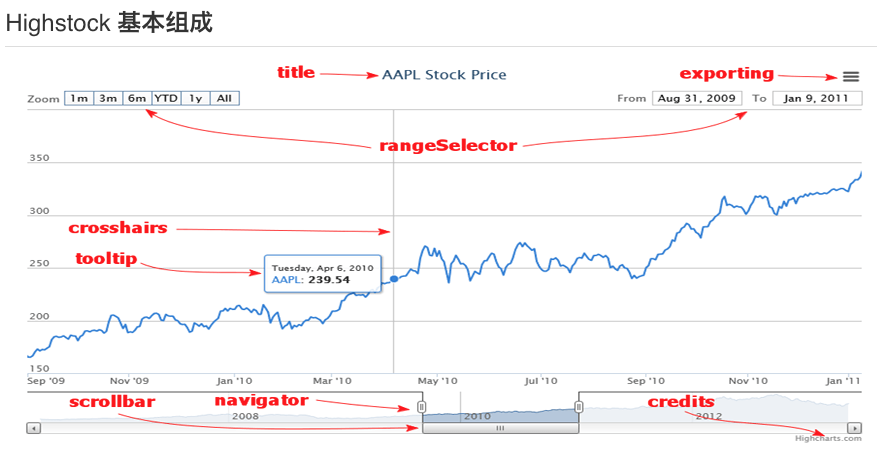 Highstock 基本组成
title
AAPL Stock Price
exporting
Zoom 1m 3m 6m YTD 1y All
From Aug 31, 2009 To Jan 9, 2011
rangeSelector
350
300
crosshairs
tooltip
250
Tuesday, Apr 6, 2010
AAPL: 239.54
200
150
Sep '09 Nov '09 Jan '10 Mar '10 May '10 Jul '10 Sep '10 Nov '10 Jan '11
scrollbar
navigator
credits
2008 2010 2012
Highcharts.com